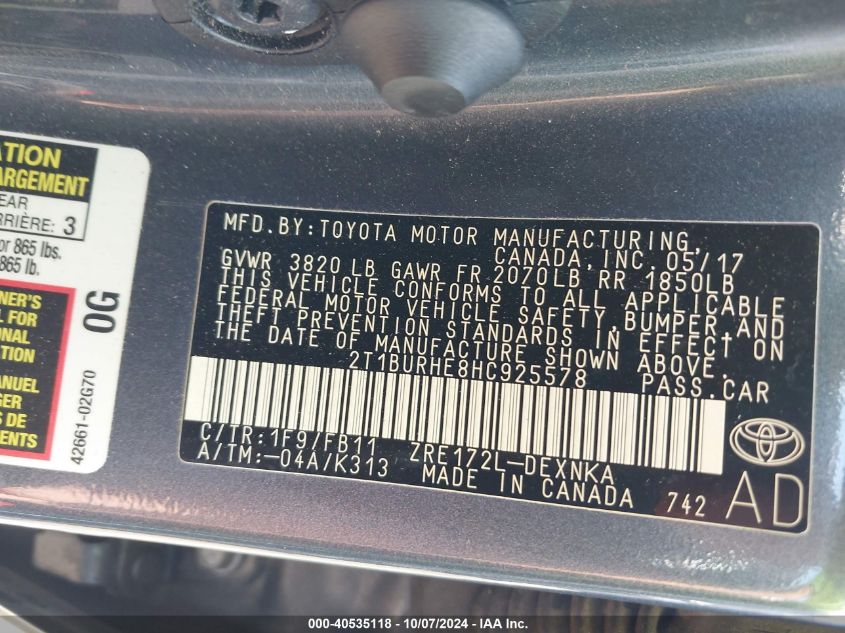 ATION
ARGEMENT
EAR
RRIÈRE: 3
or 865 lbs.
865 lb.
NER'S
L FOR
ONAL
ATION
ANUEL
S DE
MENTS
0G
42661-02G70
MFD.BY:TOYOTA MOTOR MANUFACTURING,
CANADA,INC. 05/17
GVWR 3820 LB GAWR FR 2070LB RR 1850LB
THIS VEHICLE CONFORMS TO ALL APPLICABLE
FEDERAL MOTOR VEHICLE SAFETY,BUMPER,AND
THEFT PREVENTION STANDARDS IN EFFECT ON
THE DATE OF MANUFACTURE SHOWN ABOVE.
2T1BURHE8HC925578 PASS.CAR
C/TR:1F9/FB11 ZRE172L-DEXNKA
A/TM:-04A/K313 MADE IN CANADA 742
AD
000-40535118 - 10/07/2024 - IAA Inc.